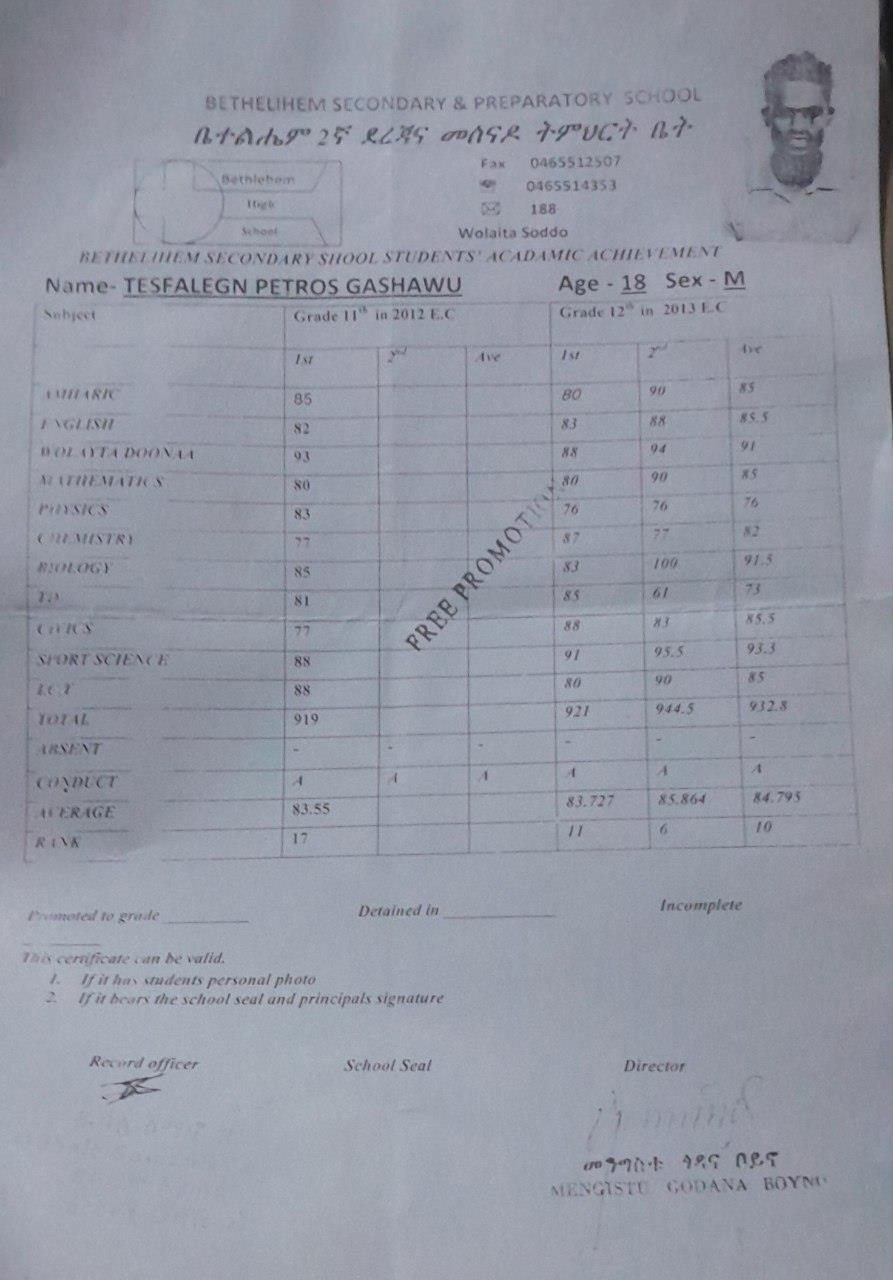 BETHELIHEM SECONDARY & PREPARATORY SCHOOL
ቤተልሔም 2ኛ ደረጃና መሰናዶ ትምህርት ቤት
Bethlehem
High
School
Fax 0465512507
0465514353
188
Wolaita Soddo
BETHELIHEM SECONDARY SHOOL STUDENTS' ACADAMIC ACHIEVEMENT
Name- TESFALEGN PETROS GASHAWU Age - 18 Sex - M
Subject Grade 11th in 2012 E.C Grade 12th in 2013 E.C
1st 2nd Ave 1st 2nd Ave
AMHARIC 85 80 90 85
ENGLISH 82 83 88 85.5
WOLAYTA DOONAA 93 88 94 91
MATHEMATICS 80 80 90 85
PHYSICS 83 76 76 76
CHEMISTRY 77 87 77 82
BIOLOGY 85 83 100 91.5
T.D 81 85 61 73
CIVICS 77 88 83 85.5
SPORT SCIENCE 88 91 95.5 93.3
I.C.T 88 80 90 85
TOTAL 919 921 944.5 932.8
ABSENT - - - - - -
CONDUCT A A A A A A
AVERAGE 83.55 83.727 85.864 84.795
RANK 17 11 6 10
FREE PROMOTION
Promoted to grade __________ Detained in __________ Incomplete
__________
This certificate can be valid.
1. If it has students personal photo
2. If it bears the school seal and principals signature
Record officer School Seal Director
መንግስቱ ጎዳና ቦይኖ
MENGISTU GODANA BOYNO